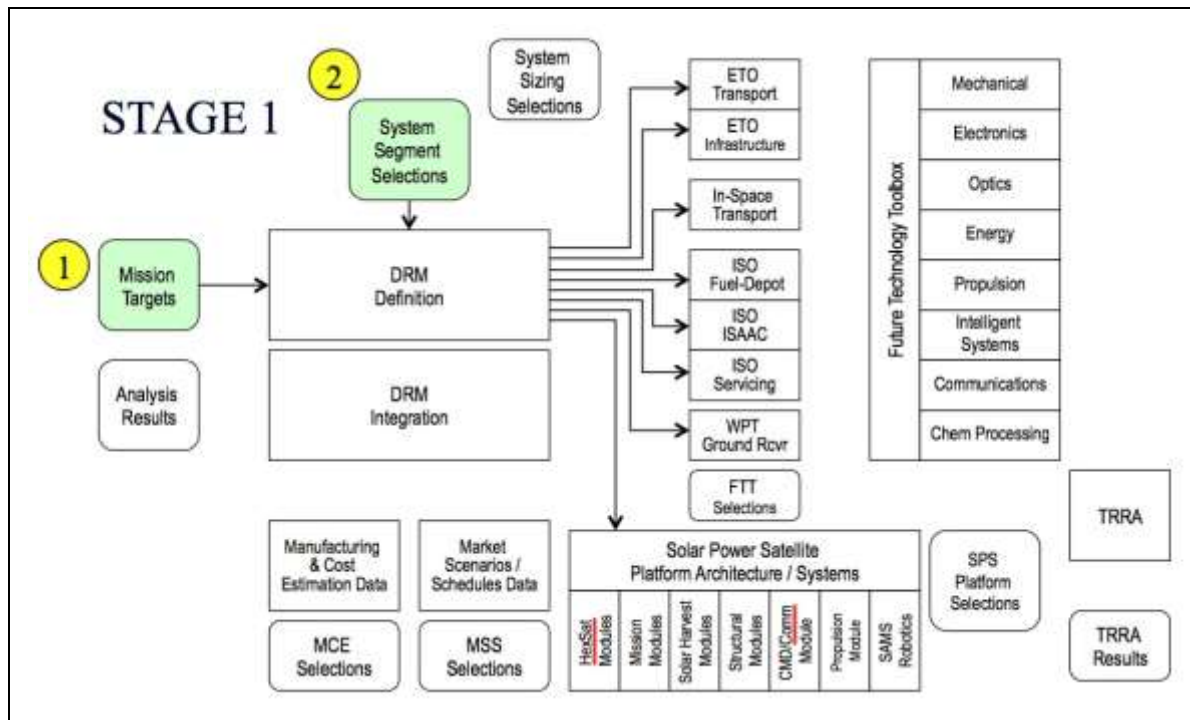 STAGE 1
2
System
Segment
Selections
System
Sizing
Selections
1
Mission
Targets
DRM
Definition
Analysis
Results
DRM
Integration
ETO
Transport
ETO
Infrastructure
In-Space
Transport
ISO
Fuel-Depot
ISO
ISAAC
ISO
Servicing
WPT
Ground Rcvr
FTT
Selections
Future Technology Toolbox
Mechanical
Electronics
Optics
Energy
Propulsion
Intelligent
Systems
Communications
Chem Processing
TRRA
Manufacturing
& Cost
Estimation Data
Market
Scenarios /
Schedules Data
MCE
Selections
MSS
Selections
Solar Power Satellite
Platform Architecture / Systems
HexSat
Modules
Mission
Modules
Solar Harvest
Modules
Structural
Modules
CMD/Comm
Module
Propulsion
Module
SAMS
Robotics
SPS
Platform
Selections
TRRA
Results